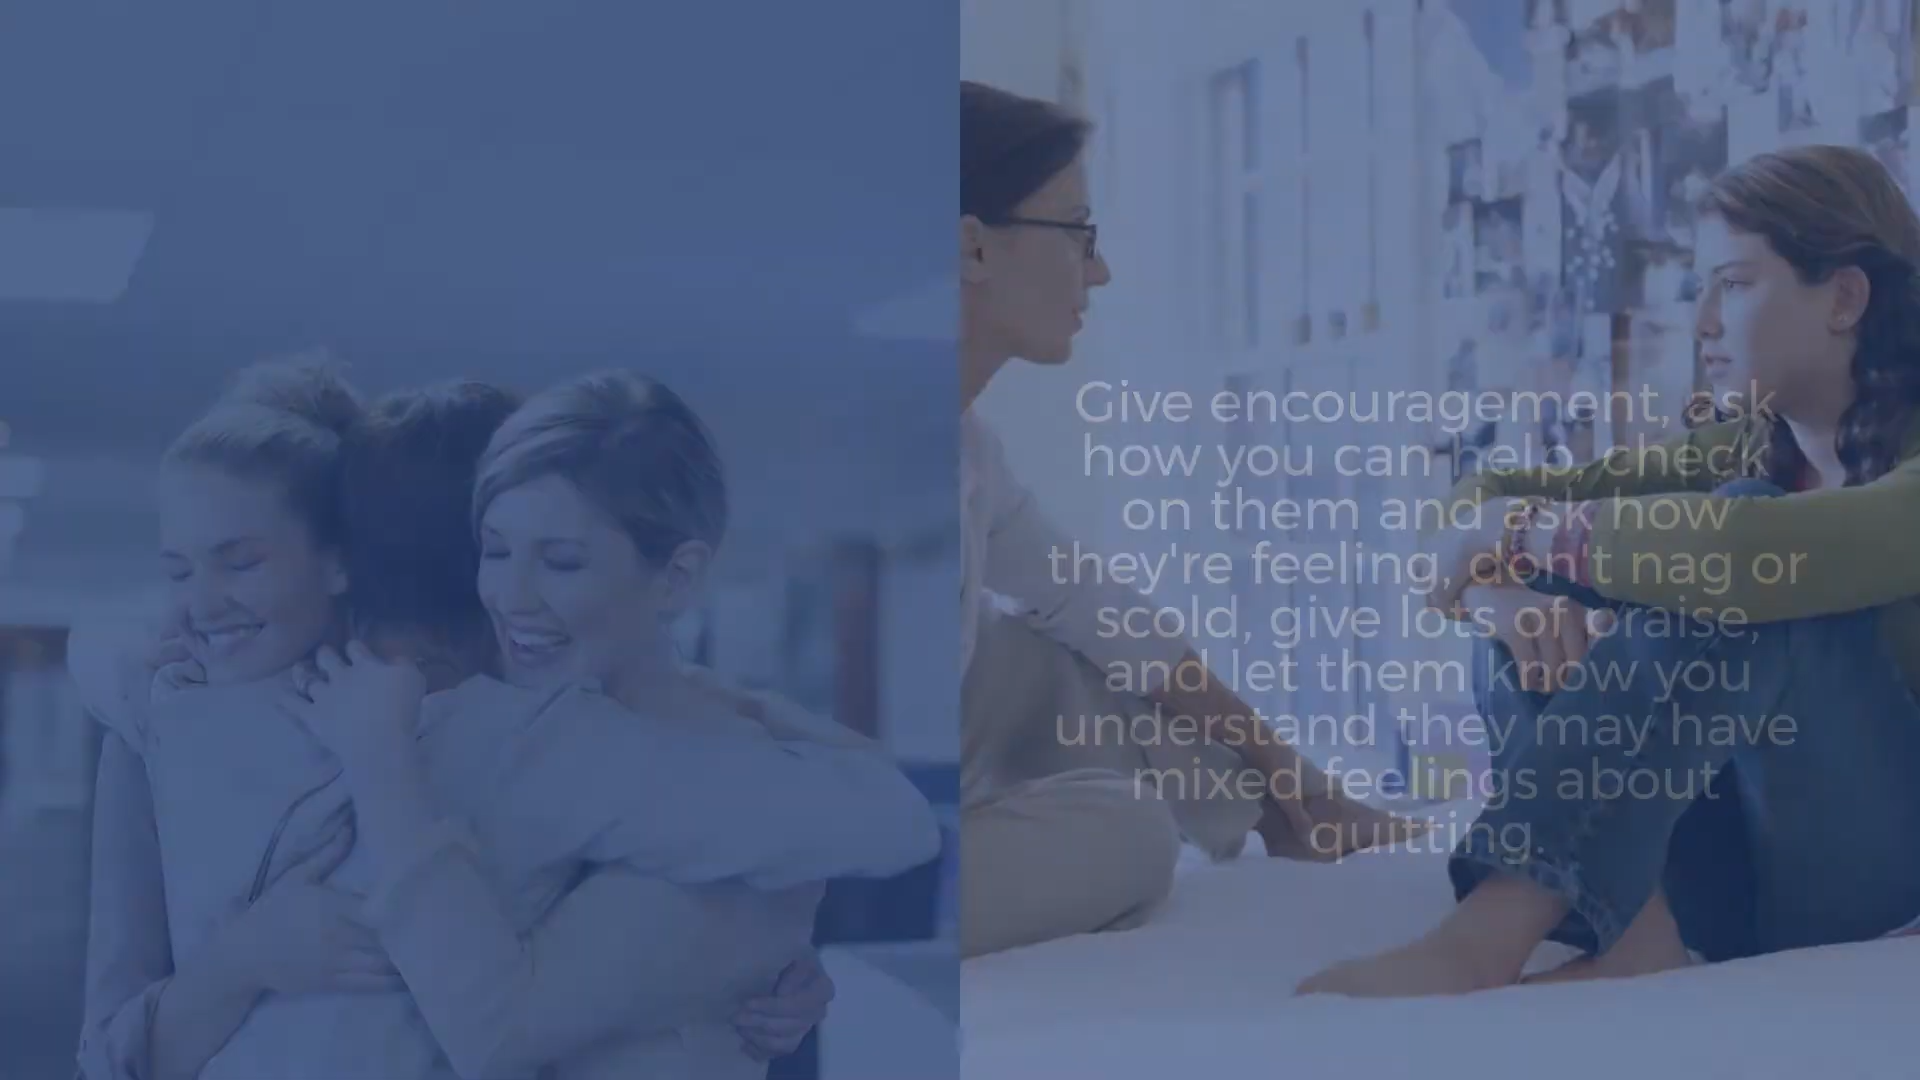 Give encouragement, ask
how you can help, check
on them and ask how
they're feeling, don't nag or
scold, give lots of praise,
and let them know you
understand they may have
mixed feelings about
quitting.